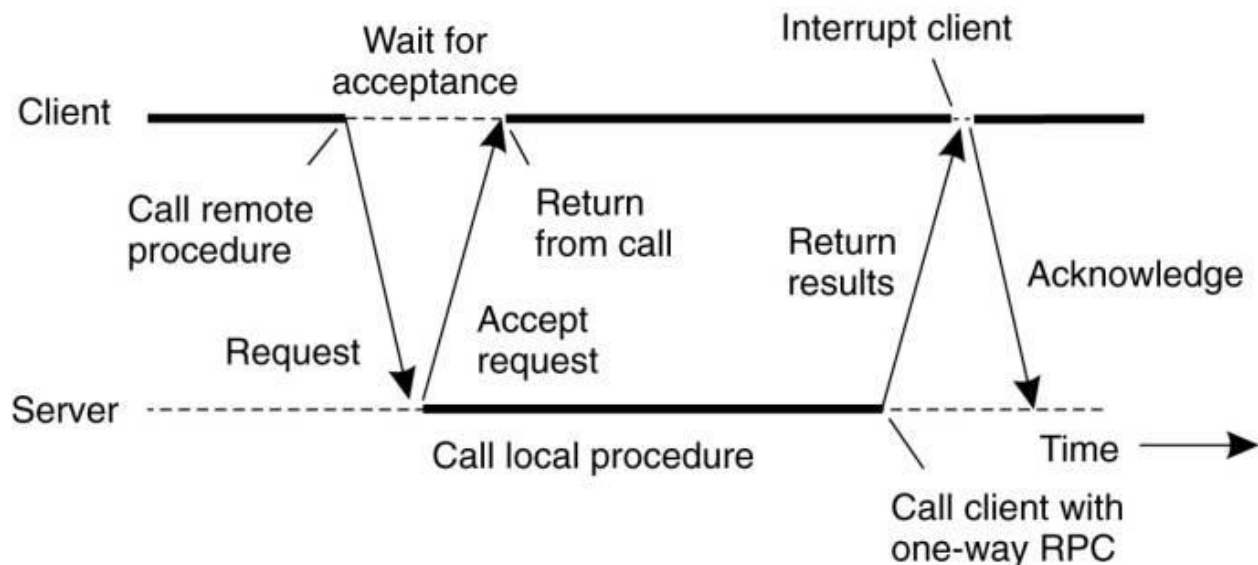 Interrupt client
Wait for
acceptance
Client
Call remote
procedure
Return
from call
Return
results
Acknowledge
Request
Accept
request
Server
Call local procedure
Time
Call client with
one-way RPC